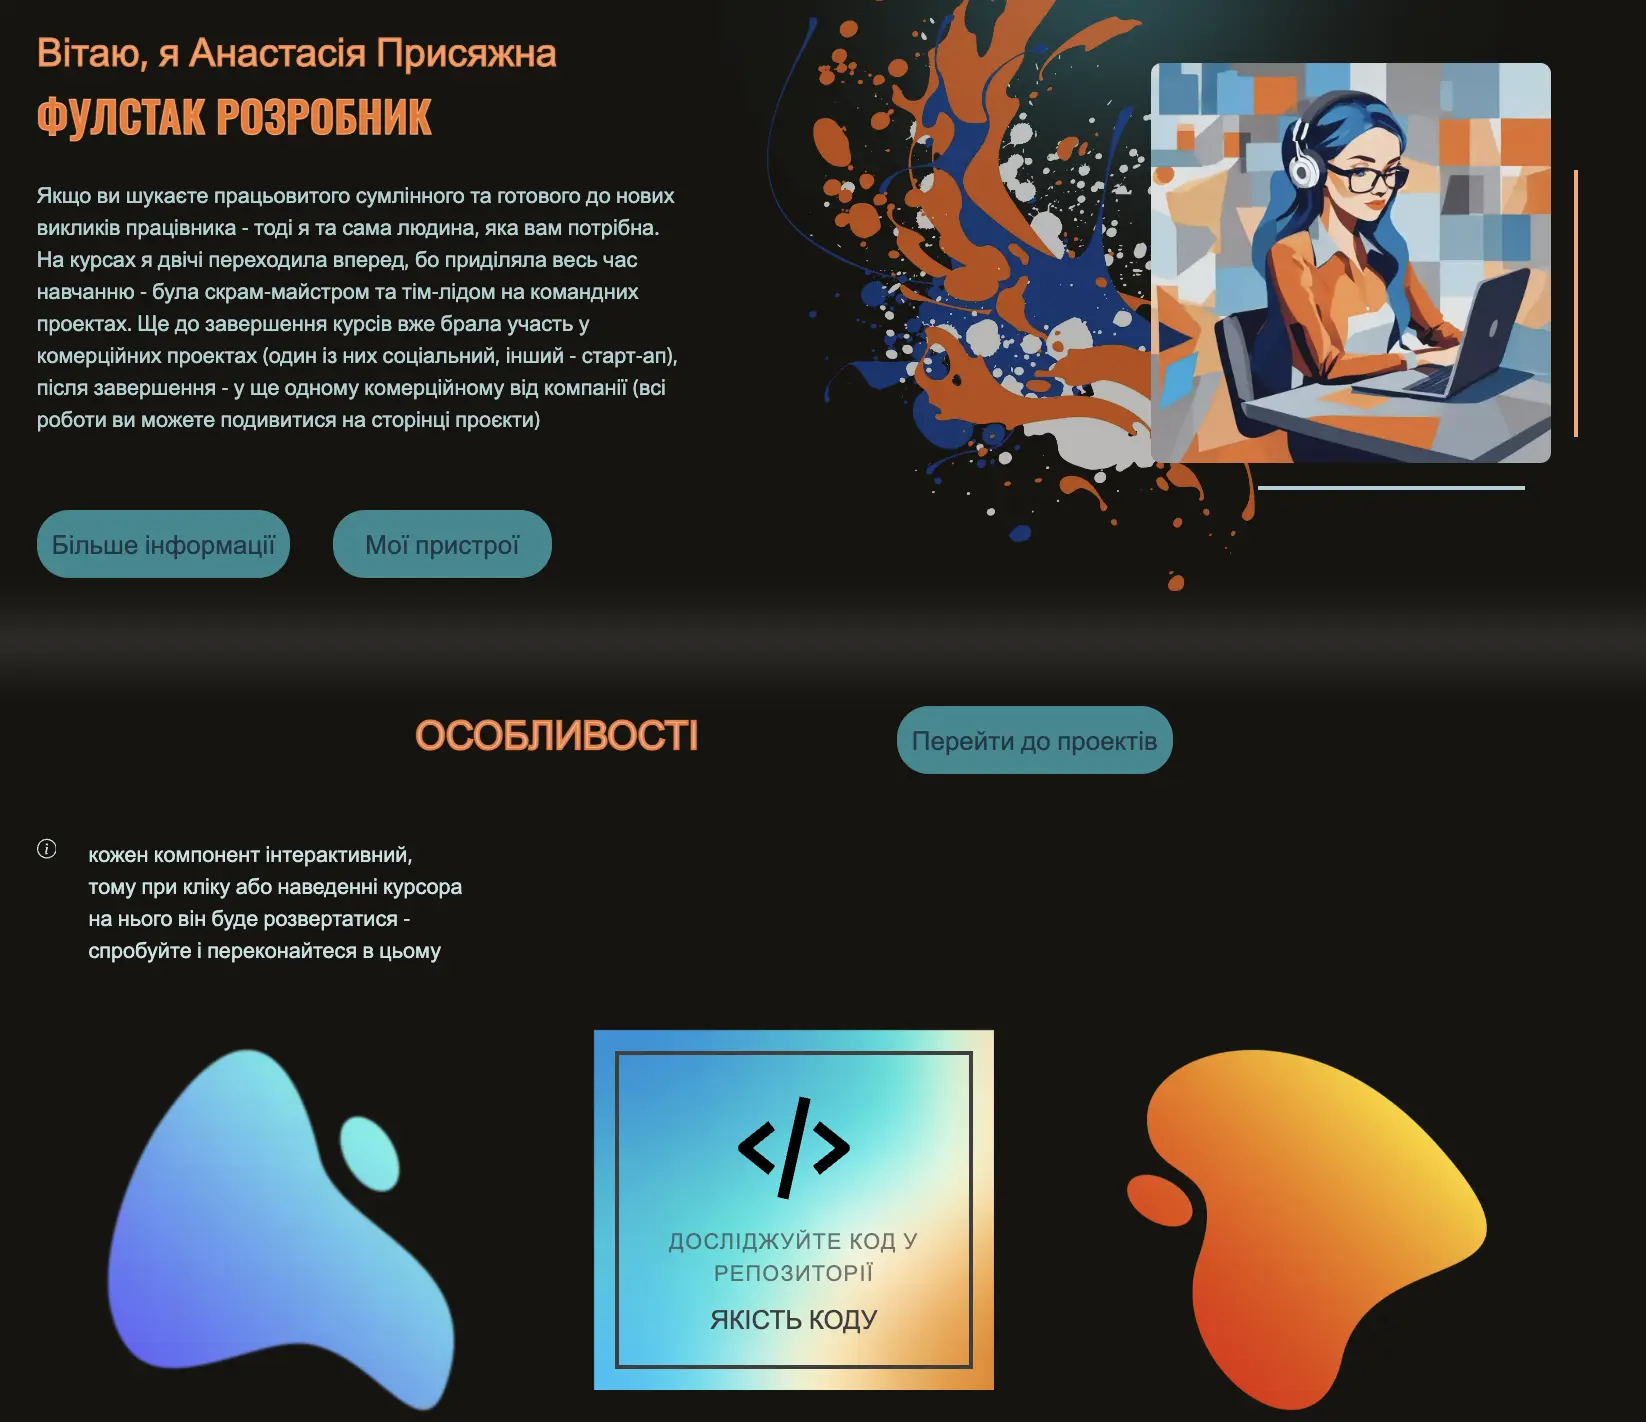 Вітаю, я Анастасія Присяжна
ФУЛСТАК РОЗРОБНИК
Якщо ви шукаєте працьовитого сумлінного та готового до нових
викликів працівника - тоді я та сама людина, яка вам потрібна.
На курсах я двічі переходила вперед, бо приділяла весь час
навчанню - була скрам-майстром та тім-лідом на командних
проектах. Ще до завершення курсів вже брала участь у
комерційних проектах (один із них соціальний, інший - старт-ап),
після завершення - у ще одному комерційному від компанії (всі
роботи ви можете подивитися на сторінці проєкти)
Більше інформації
Мої пристрої
ОСОБЛИВОСТІ
Перейти до проектів
кожен компонент інтерактивний,
тому при кліку або наведенні курсора
на нього він буде розвертатися -
спробуйте і переконайтеся в цьому
ДОСЛІДЖУЙТЕ КОД У
РЕПОЗИТОРІЇ
ЯКІСТЬ КОДУ